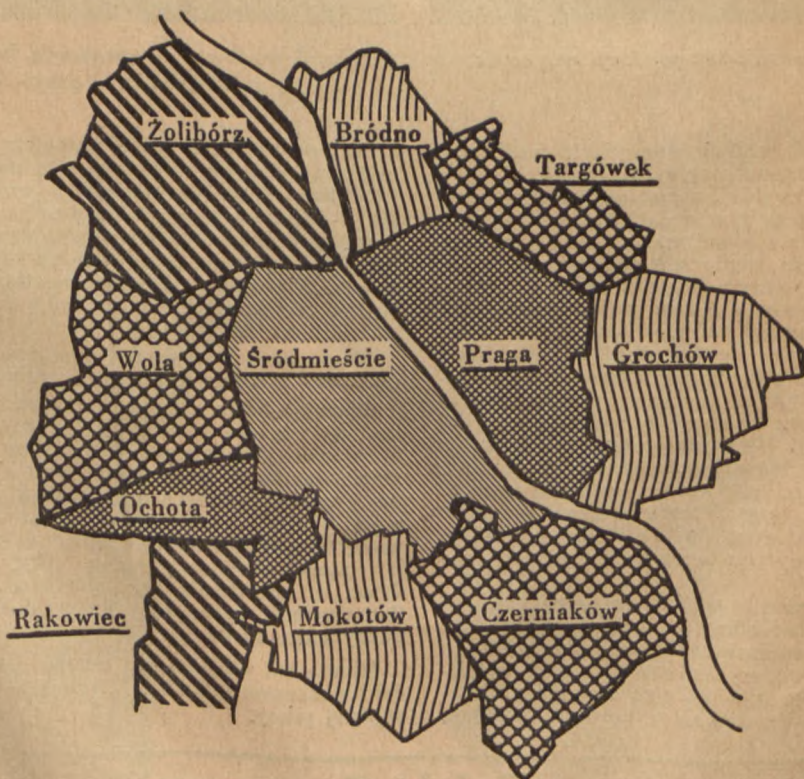 Żolibórz
Bródno
Targówek
Wola
Śródmieście
Praga
Grochów
Ochota
Rakowiec
Mokotów
Czerniaków